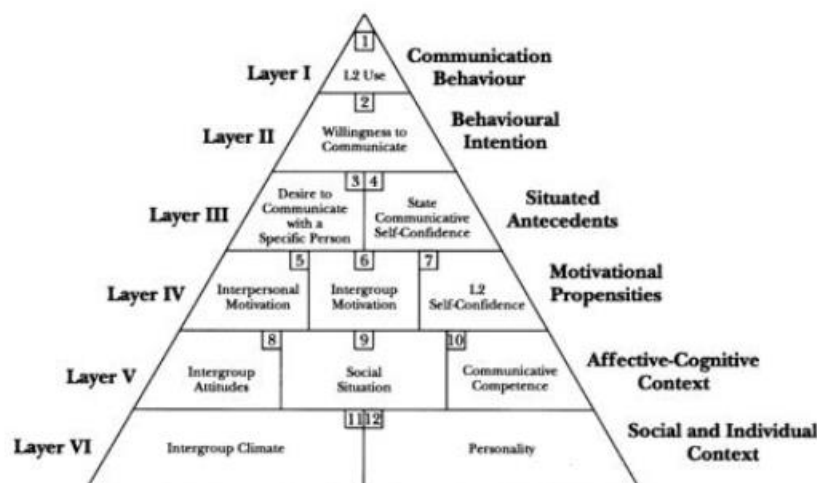 1
Layer I
L2 Use
Communication
Behaviour
2
Layer II
Willingness to
Communicate
Behavioural
Intention
3 4
Layer III
Desire to
Communicate
with a
Specific Person
State
Communicative
Self-Confidence
Situated
Antecedents
5 6 7
Layer IV
Interpersonal
Motivation
Intergroup
Motivation
L2
Self-Confidence
Motivational
Propensities
8 9 10
Layer V
Intergroup
Attitudes
Social
Situation
Communicative
Competence
Affective-Cognitive
Context
11 12
Layer VI
Intergroup Climate
Personality
Social and Individual
Context